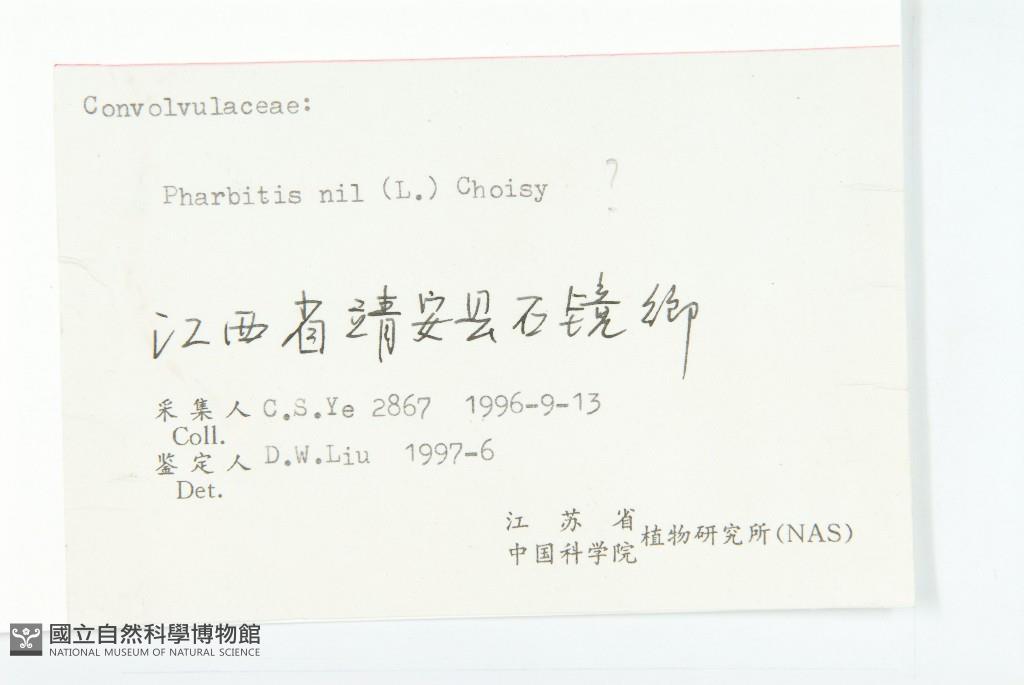 Convolvulaceae:
Pharbitis nil (L.) Choisy ?
江西省靖安县石镜乡
采集人 C.S.Ye 2867 1996-9-13
Coll.
鉴定人 D.W.Liu 1997-6
Det.
江苏省
中国科学院植物研究所(NAS)
國立自然科學博物館
NATIONAL MUSEUM OF NATURAL SCIENCE